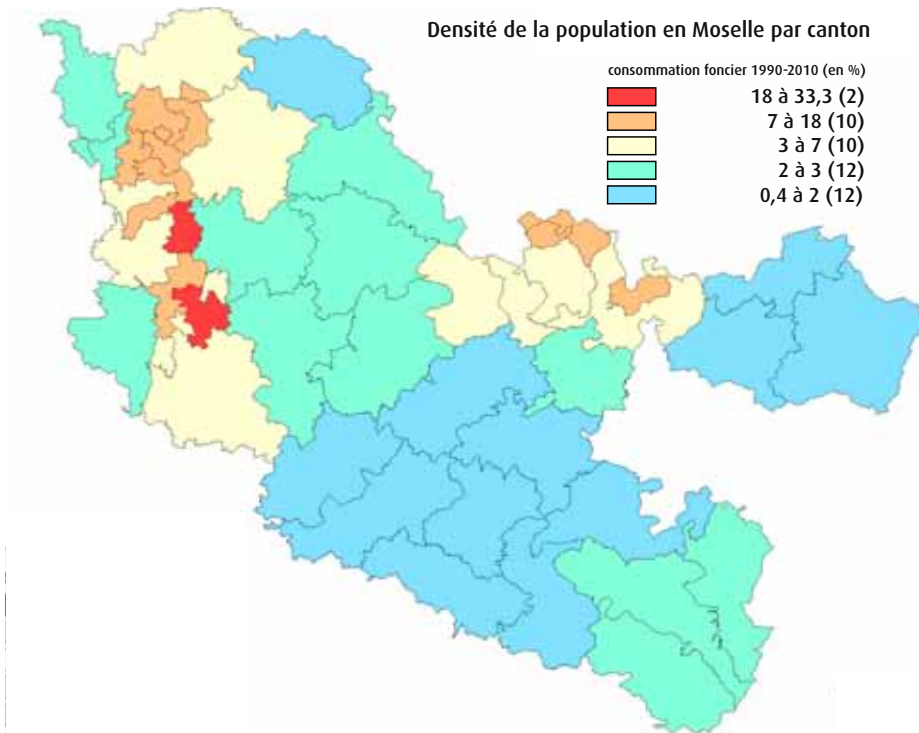 Densité de la population en Moselle par canton
consommation foncier 1990-2010 (en %)
18 à 33,3 (2)
7 à 18 (10)
3 à 7 (10)
2 à 3 (12)
0,4 à 2 (12)